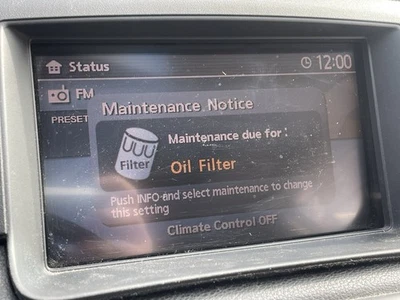 Status 12:00
FM
Maintenance Notice
PRESET
Maintenance due for:
Filter
Oil Filter
Push INFO and select maintenance to change
this setting
Climate Control OFF